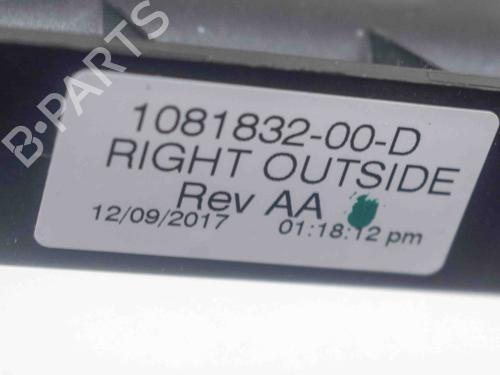 B-PARTS
1081832-00-D
RIGHT OUTSIDE
Rev AA
12/09/2017 01:18:12 pm